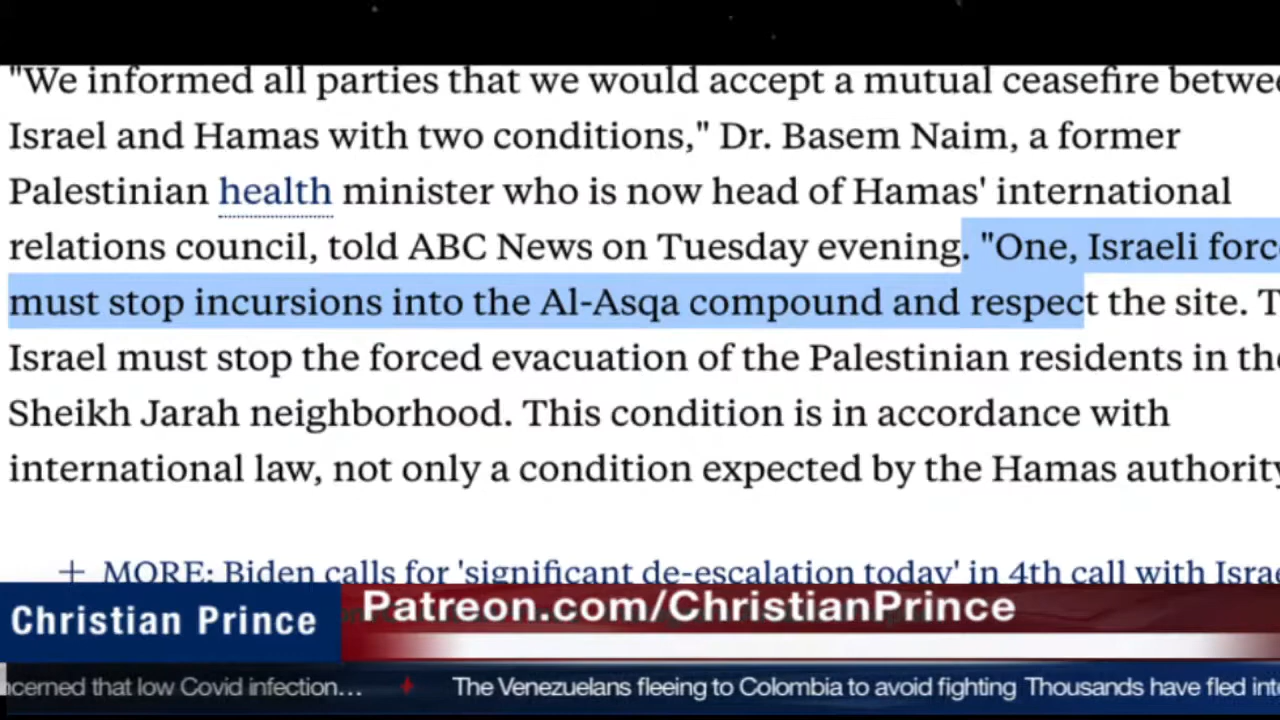 "We informed all parties that we would accept a mutual ceasefire betwe
Israel and Hamas with two conditions," Dr. Basem Naim, a former
Palestinian health minister who is now head of Hamas' international
relations council, told ABC News on Tuesday evening. "One, Israeli forc
must stop incursions into the Al-Asqa compound and respect the site. T
Israel must stop the forced evacuation of the Palestinian residents in the
Sheikh Jarah neighborhood. This condition is in accordance with
international law, not only a condition expected by the Hamas authority
+ MORE: Biden calls for 'significant de-escalation today' in 4th call with Israe
Christian Prince
Patreon.com/ChristianPrince
ncerned that low Covid infection... The Venezuelans fleeing to Colombia to avoid fighting Thousands have fled int